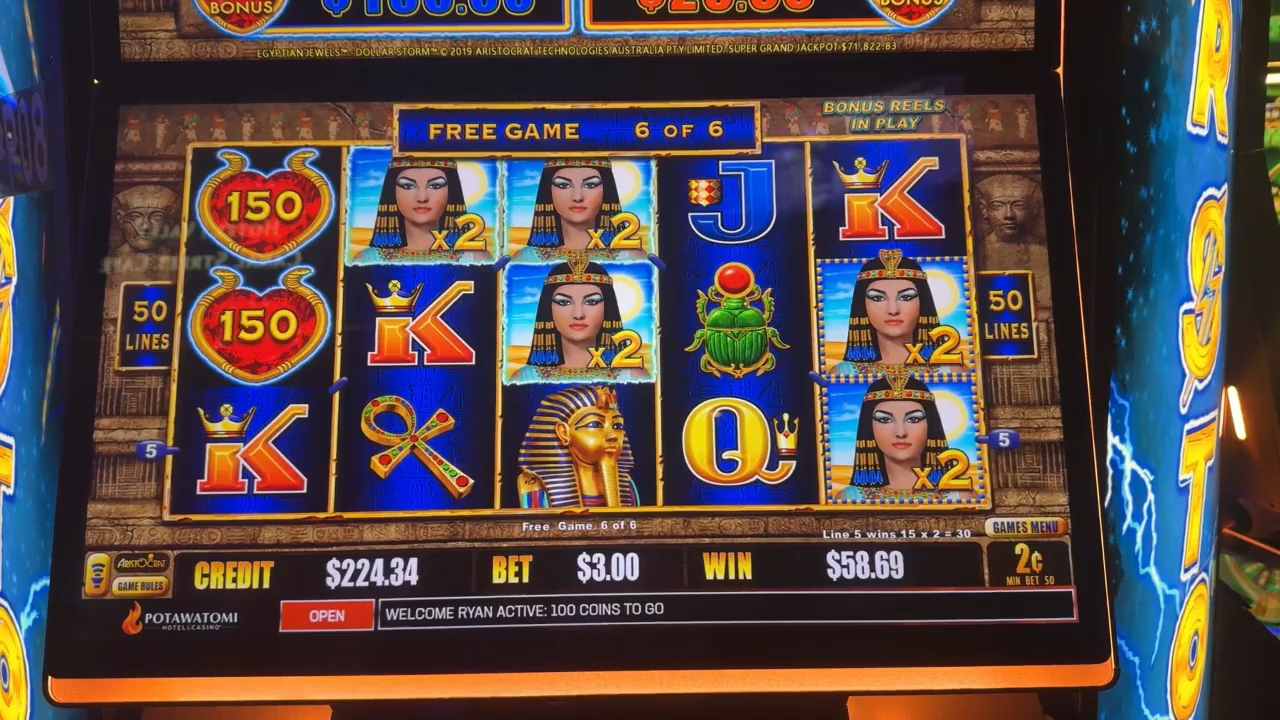 BONUS
BONUS
EGYPTIAN JEWELS™ - DOLLAR STORM™ © 2019 ARISTOCRAT TECHNOLOGIES AUSTRALIA PTY LIMITED. SUPER GRAND JACKPOT $71,822.83
FREE GAME 6 OF 6
BONUS REELS
IN PLAY
150 x2 x2 J K
50
LINES
150 K x2 x2
50
LINES
5
K Q x2
5
Free Game 6 of 6
Line 5 wins 15 x 2 = 30
GAMES MENU
ARISTOCRAT
GAME RULES
CREDIT $224.34 BET $3.00 WIN $58.69
2¢
MIN BET 50
POTAWATOMI
HOTEL & CASINO
OPEN
WELCOME RYAN ACTIVE: 100 COINS TO GO